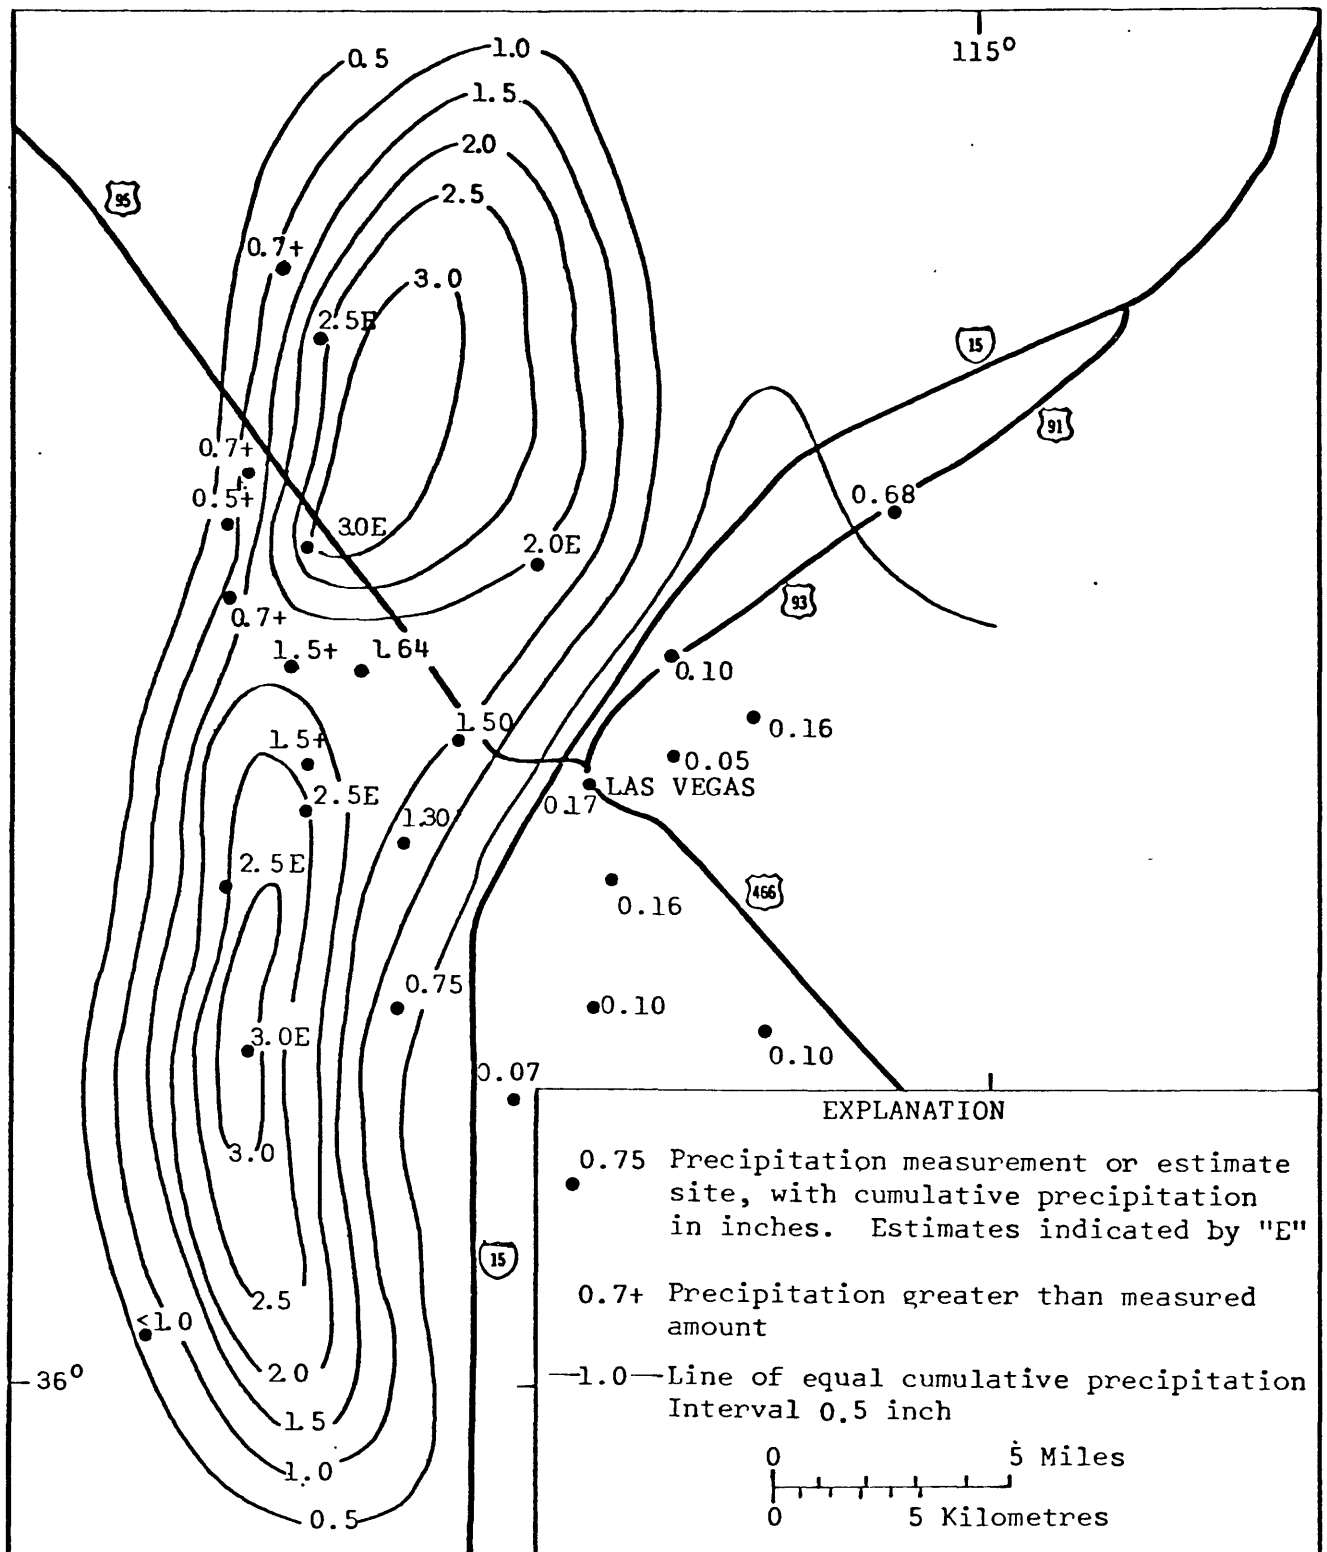 115°
0.5
1.0
1.5
2.0
95
2.5
0.7+
3.0
2.5E
15
91
0.7+
0.5+
0.68
3.0E
2.0E
93
0.7+
1.5+
1.64
0.10
1.50
0.16
1.5+
0.05
LAS VEGAS
2.5E
0.17
1.30
2.5E
466
0.16
0.75
0.10
3.0E
0.10
0.07
3.0
EXPLANATION
0.75 Precipitation measurement or estimate
site, with cumulative precipitation
in inches. Estimates indicated by "E"
15
2.5
0.7+ Precipitation greater than measured
amount
<1.0
36°
2.0
1.0 Line of equal cumulative precipitation
Interval 0.5 inch
1.5
1.0
0.5
0 5 Miles
0 5 Kilometres